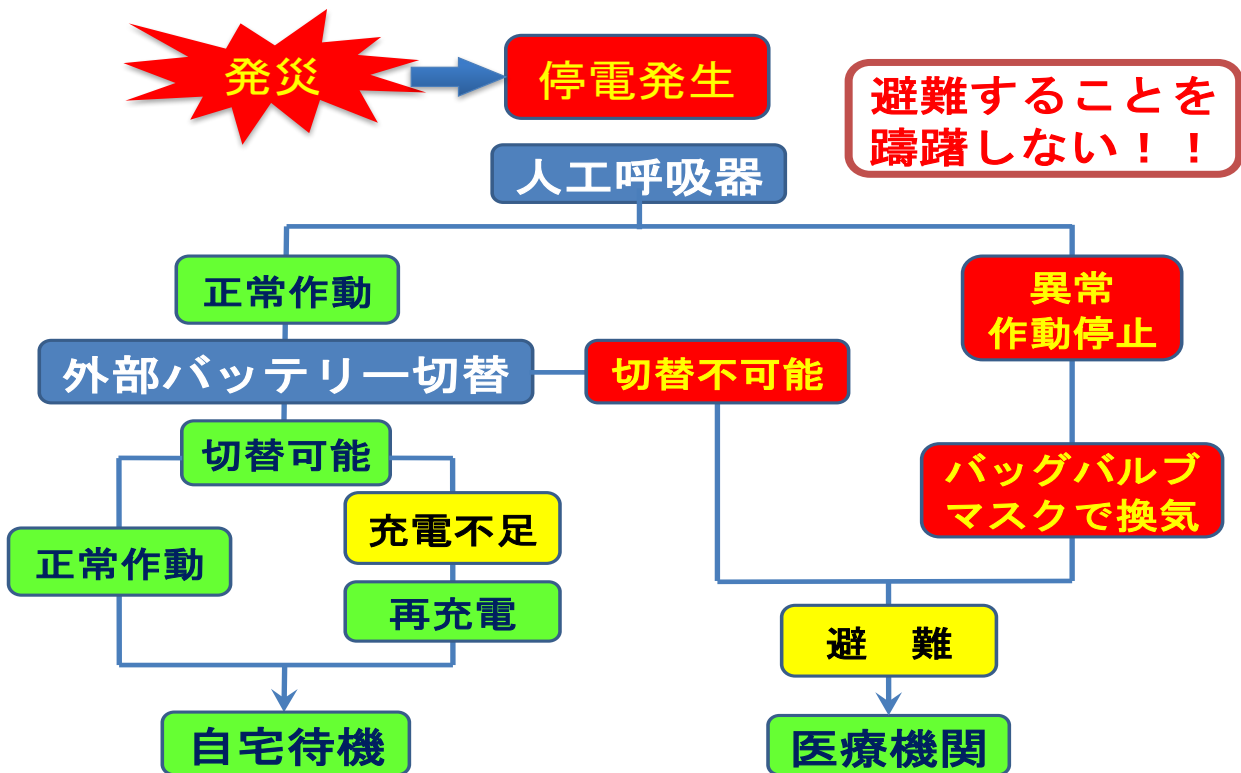 発災
停電発生
避難することを
躊躇しない！！
人工呼吸器
正常作動
異常
作動停止
外部バッテリー切替
切替不可能
切替可能
バッグバルブ
マスクで換気
充電不足
正常作動
再充電
避　難
自宅待機
医療機関